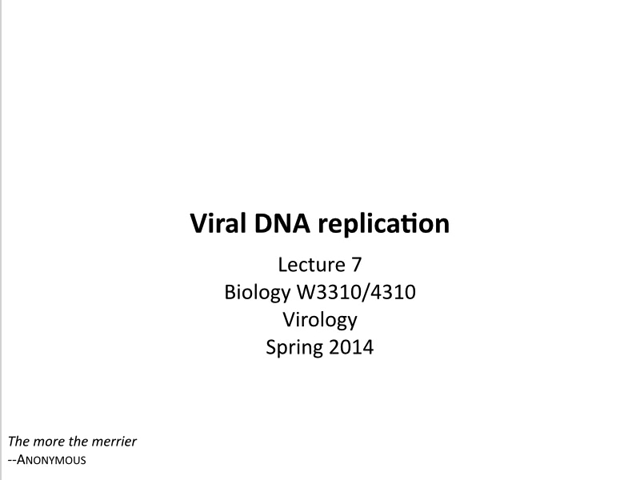 Viral DNA replication
Lecture 7
Biology W3310/4310
Virology
Spring 2014
The more the merrier
--ANONYMOUS